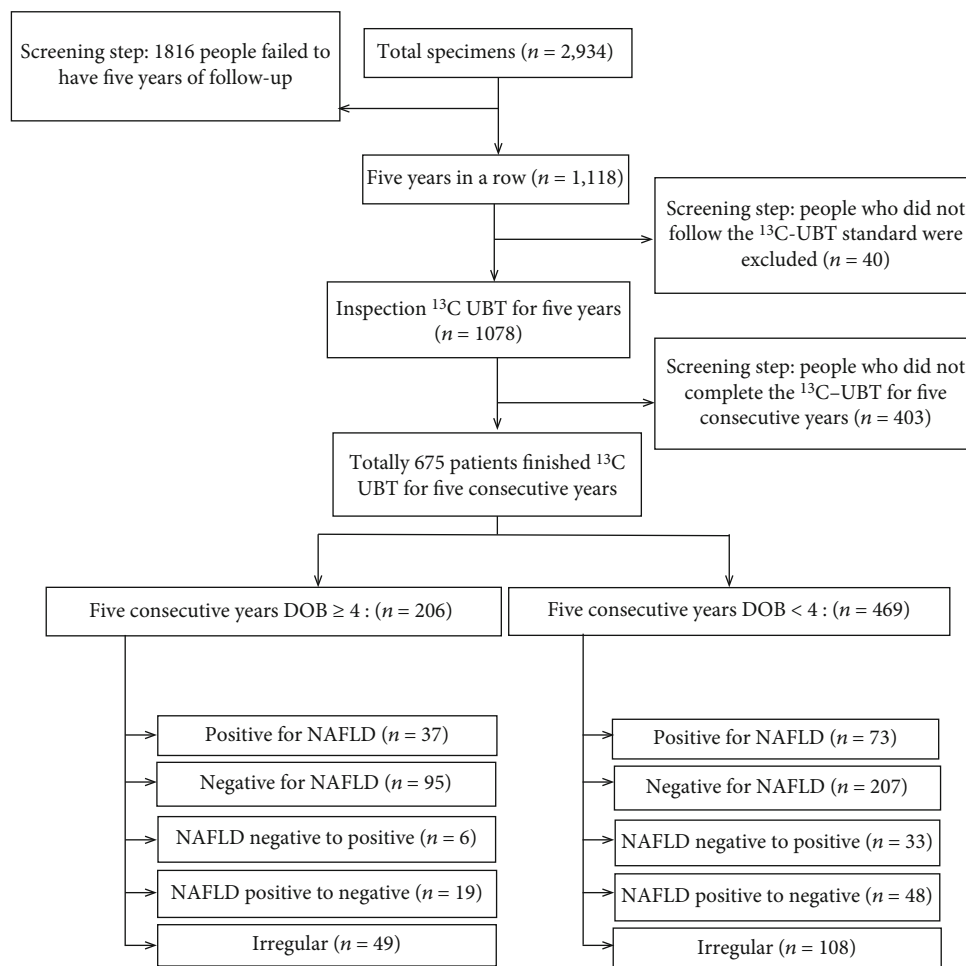 Screening step: 1816 people failed to
have five years of follow-up
Total specimens (n = 2,934)
Five years in a row (n = 1,118)
Screening step: people who did not
follow the ¹³C-UBT standard were
excluded (n = 40)
Inspection ¹³C UBT for five years
(n = 1078)
Screening step: people who did not
complete the ¹³C–UBT for five
consecutive years (n = 403)
Totally 675 patients finished ¹³C
UBT for five consecutive years
Five consecutive years DOB ≥ 4 : (n = 206)
Five consecutive years DOB < 4 : (n = 469)
Positive for NAFLD (n = 37)
Negative for NAFLD (n = 95)
NAFLD negative to positive (n = 6)
NAFLD positive to negative (n = 19)
Irregular (n = 49)
Positive for NAFLD (n = 73)
Negative for NAFLD (n = 207)
NAFLD negative to positive (n = 33)
NAFLD positive to negative (n = 48)
Irregular (n = 108)